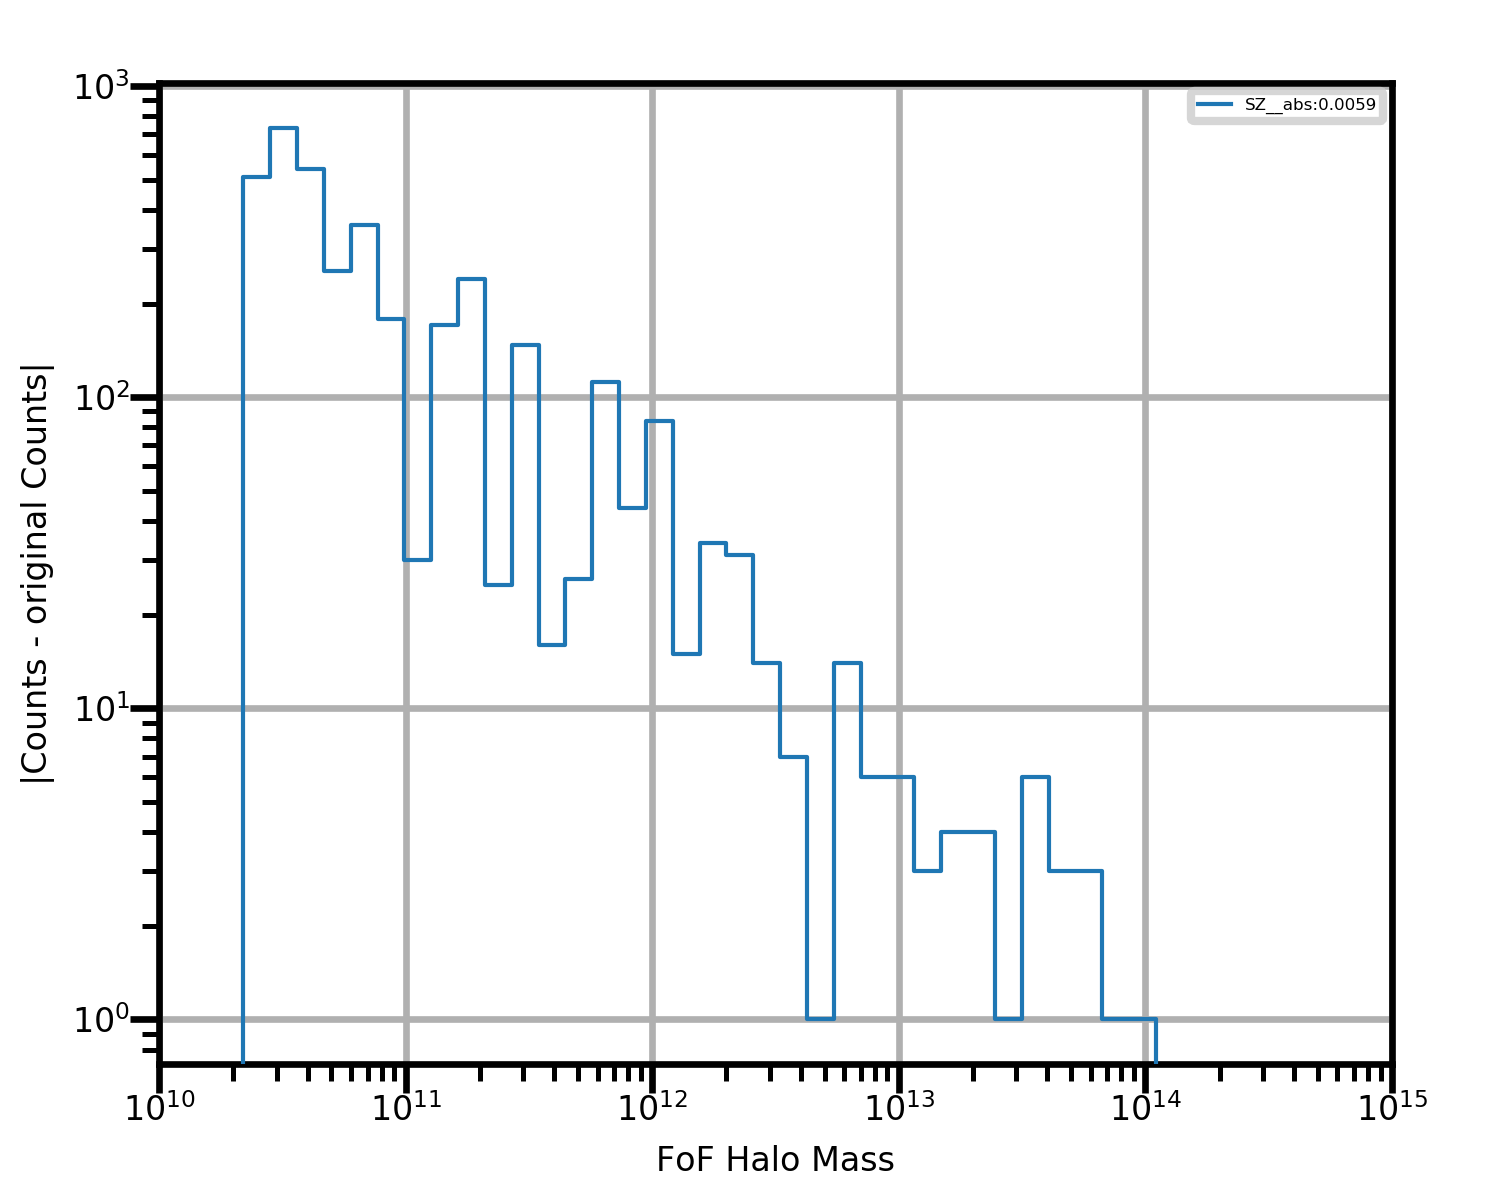 10³
10²
10¹
10⁰
|Counts - original Counts|
SZ__abs:0.0059
10¹⁰ 10¹¹ 10¹² 10¹³ 10¹⁴ 10¹⁵
FoF Halo Mass